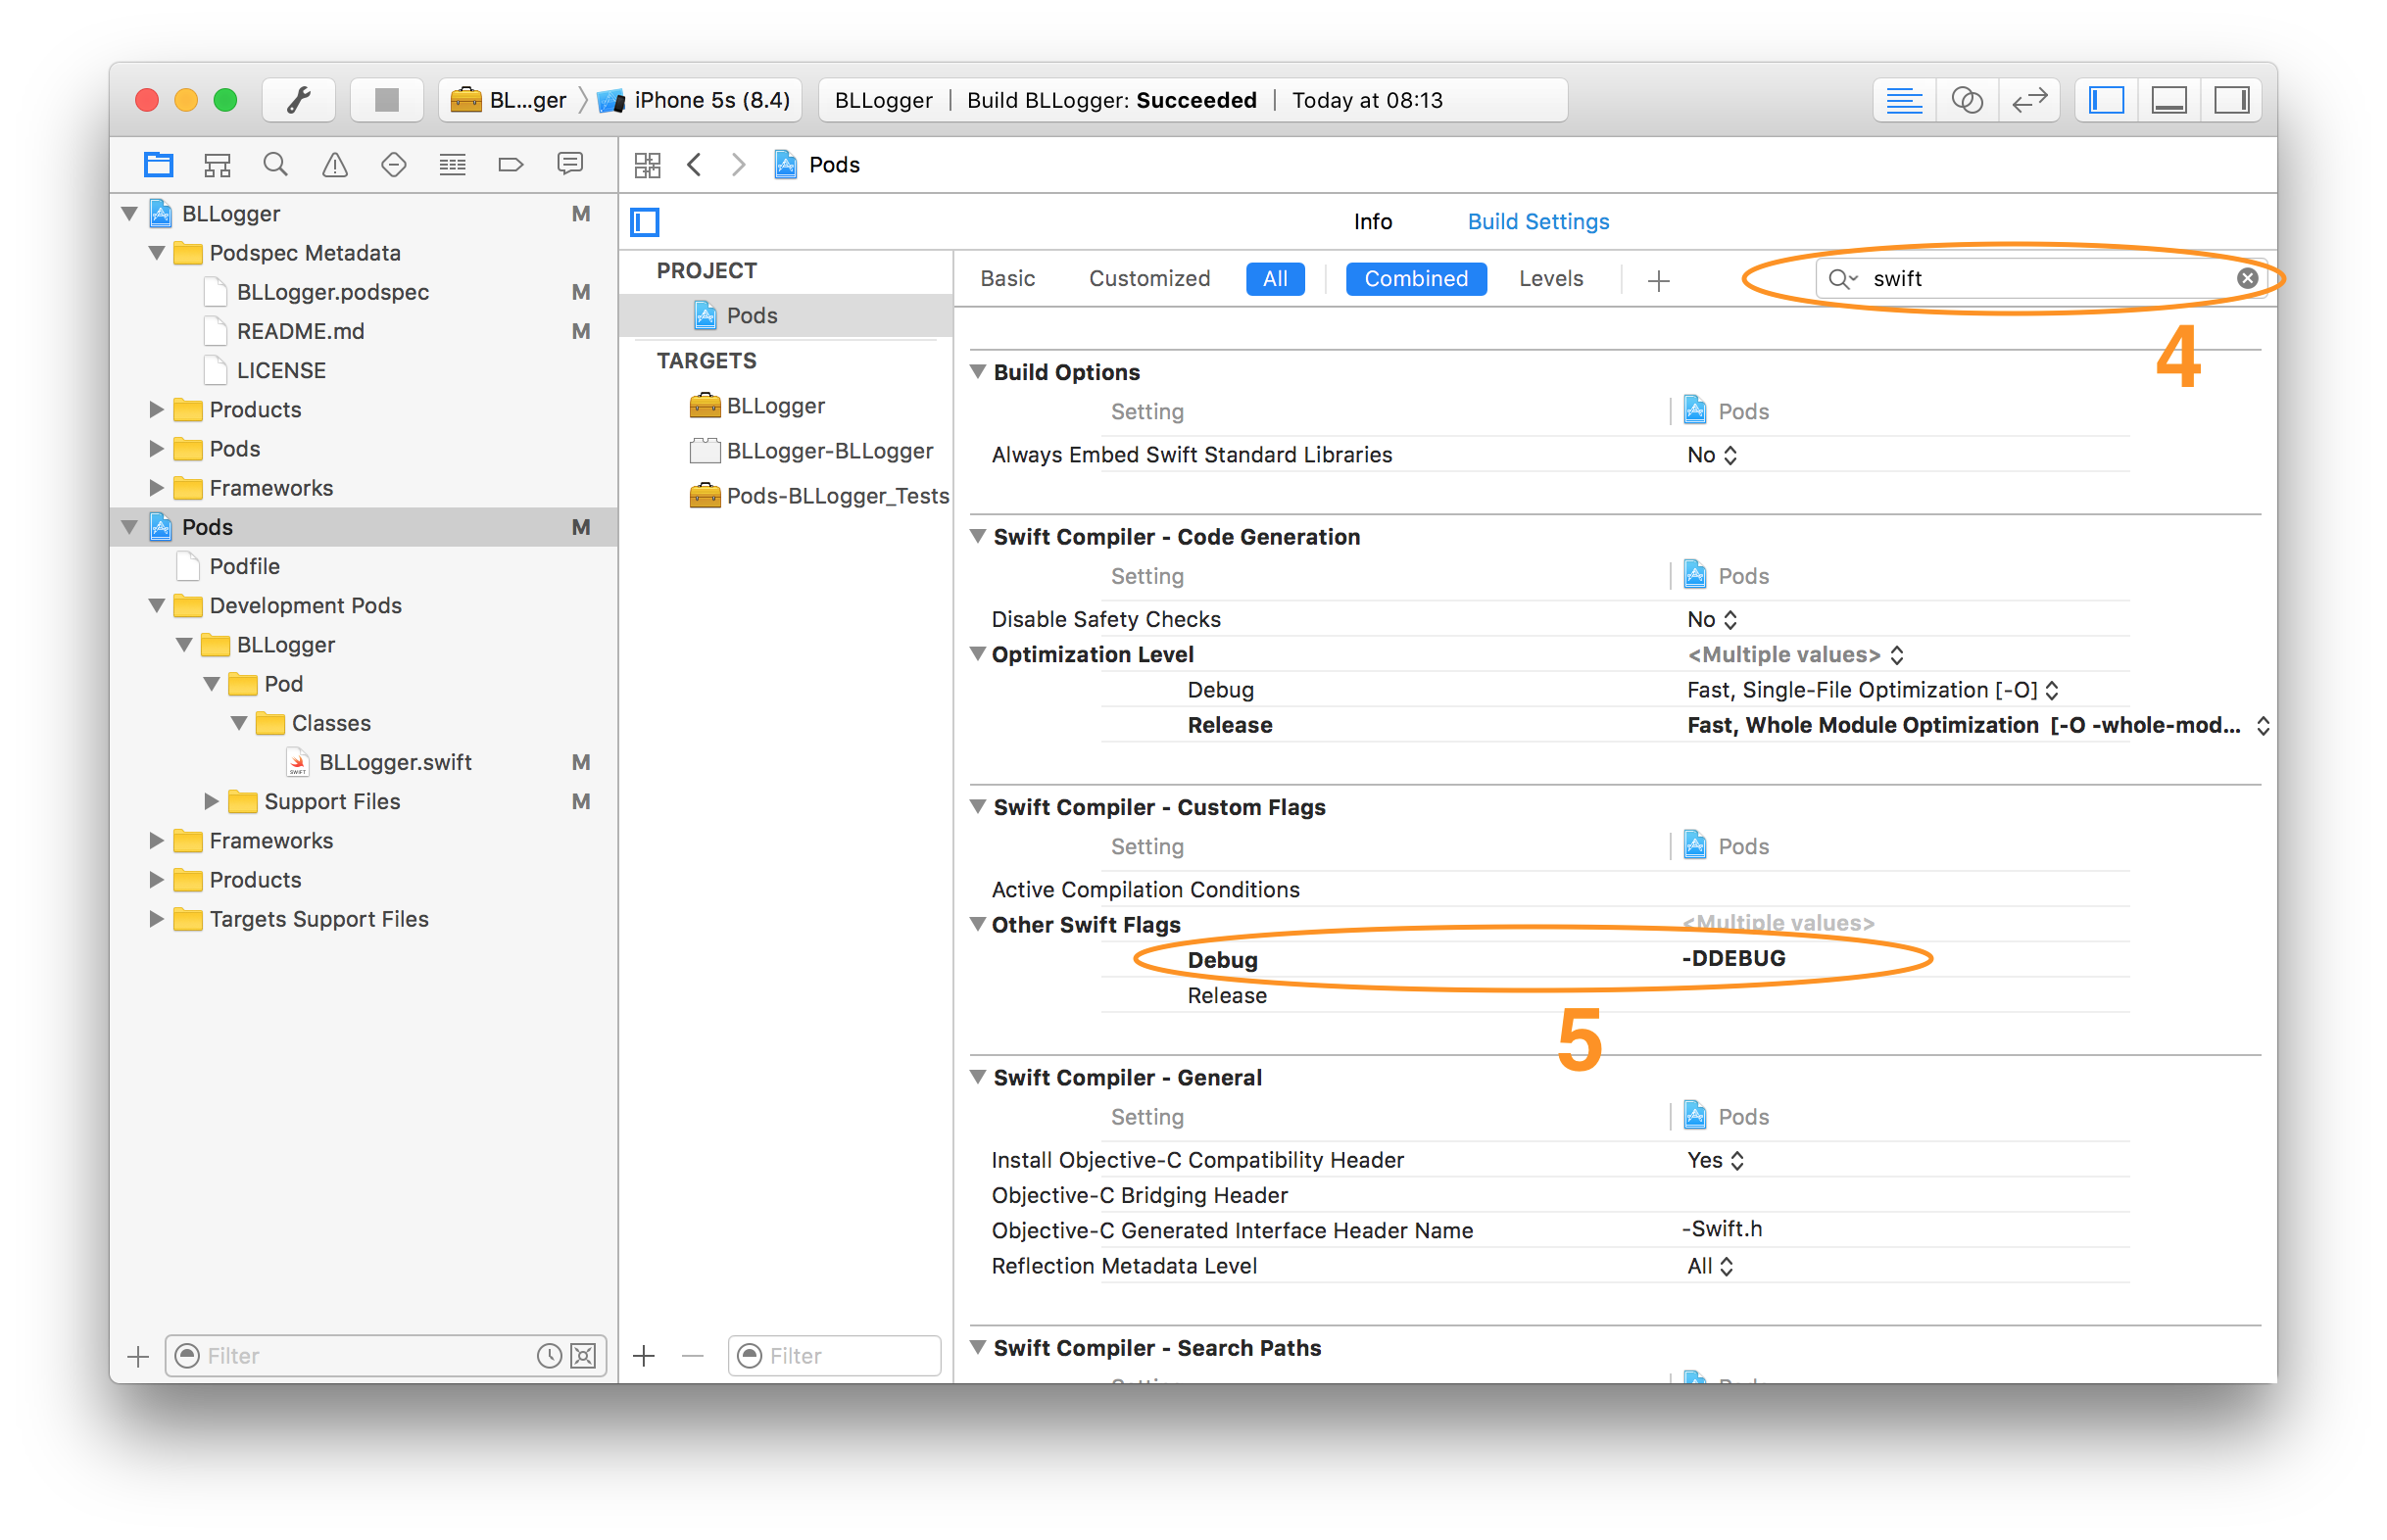 BL...ger iPhone 5s (8.4) BLLogger Build BLLogger: Succeeded Today at 08:13
Pods
BLLogger M
Podspec Metadata
BLLogger.podspec M
README.md M
LICENSE
Products
Pods
Frameworks
Pods M
Podfile
Development Pods
BLLogger
Pod
Classes
BLLogger.swift M
Support Files M
Frameworks
Products
Targets Support Files
Filter
PROJECT
Pods
TARGETS
BLLogger
BLLogger-BLLogger
Pods-BLLogger_Tests
Filter
Info Build Settings
Basic Customized All Combined Levels swift
4
Build Options
Setting Pods
Always Embed Swift Standard Libraries No
Swift Compiler - Code Generation
Setting Pods
Disable Safety Checks No
Optimization Level <Multiple values>
Debug Fast, Single-File Optimization [-O]
Release Fast, Whole Module Optimization [-O -whole-mod...
Swift Compiler - Custom Flags
Setting Pods
Active Compilation Conditions
Other Swift Flags <Multiple values>
Debug -DDEBUG
Release
5
Swift Compiler - General
Setting Pods
Install Objective-C Compatibility Header Yes
Objective-C Bridging Header
Objective-C Generated Interface Header Name -Swift.h
Reflection Metadata Level All
Swift Compiler - Search Paths